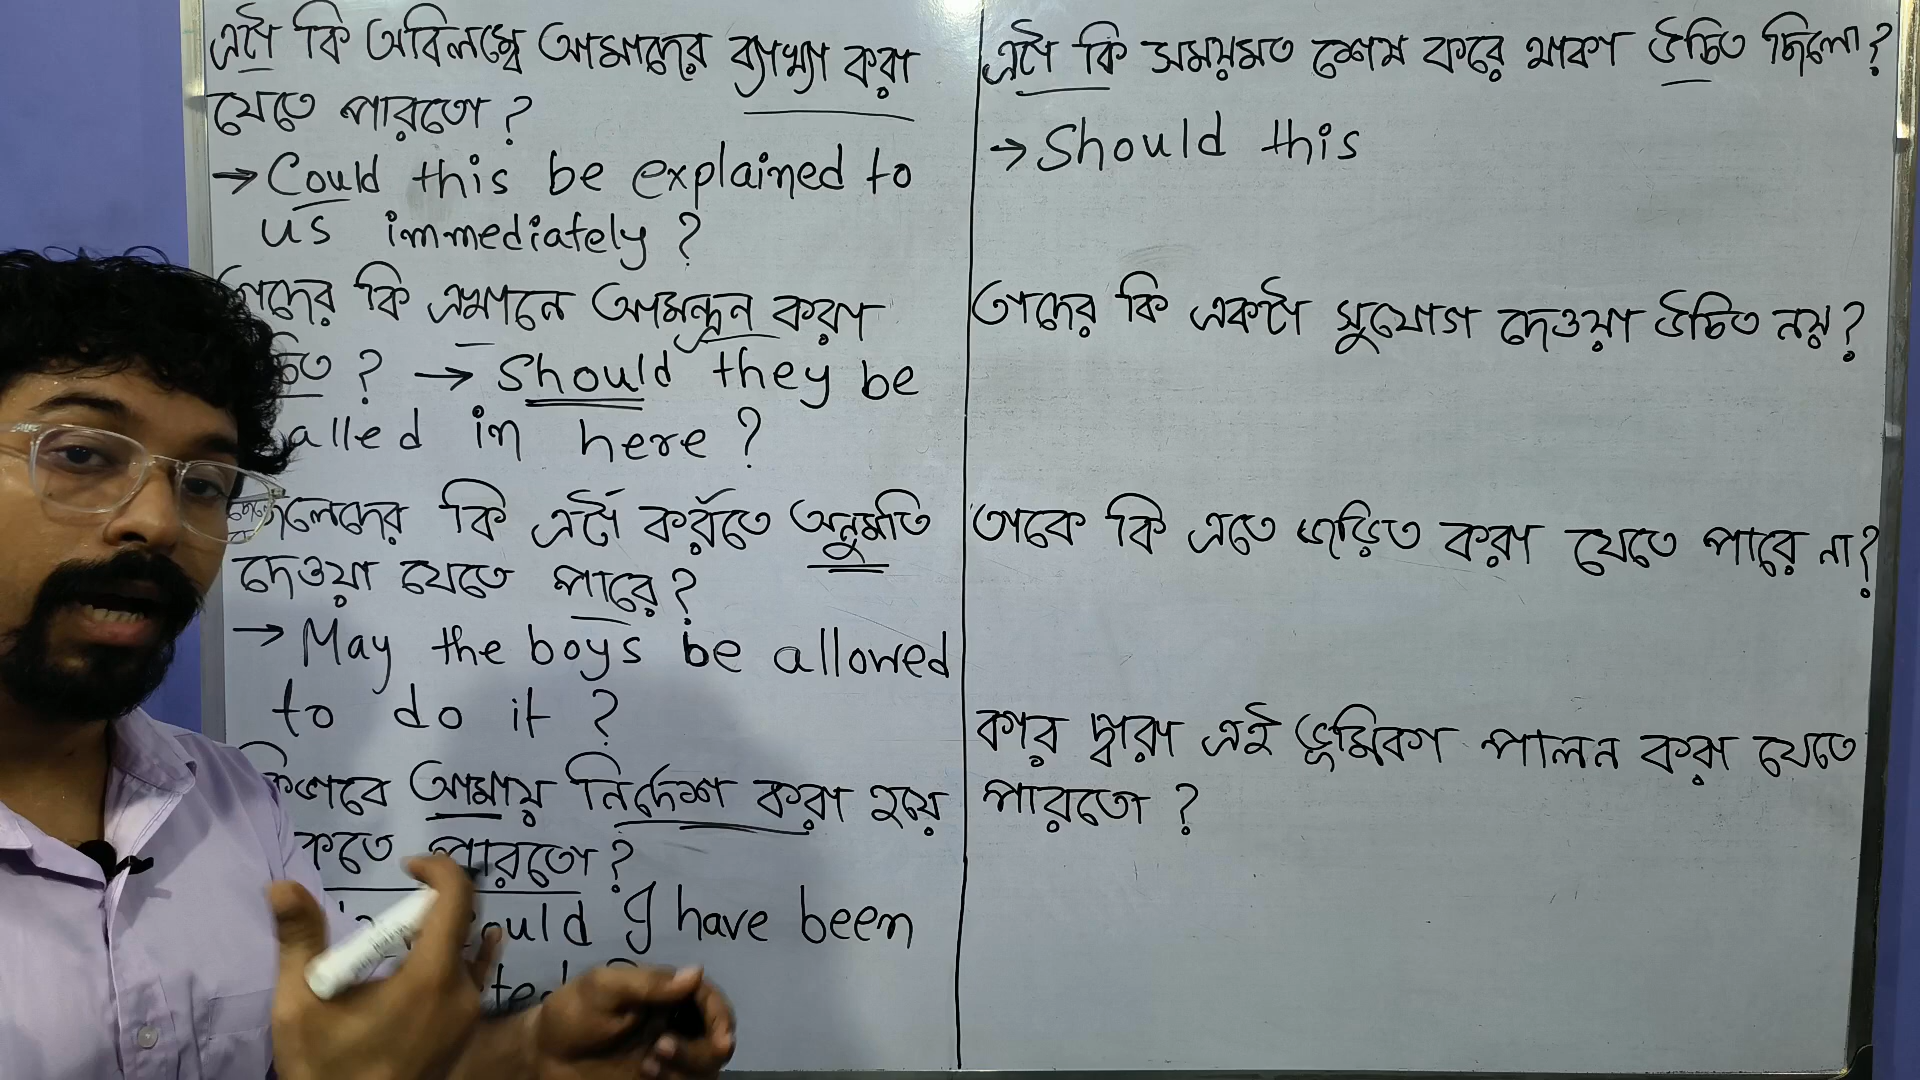 এটা কি অবিলম্বে আমাদের ব্যাখ্যা করা
যেতে পারতো ?
→ Could this be explained to
us immediately ?
তাদের কি এখানে আমন্ত্রন করা
? → should they be
called in here ?
ছেলেদের কি এটা করতে অনুমতি
দেওয়া যেতে পারে ?
→ May the boys be allowed
to do it ?
কিভাবে আমায় নির্দেশ করা হয়ে
পারতো ?
could I have been
এটা কি সময়মত শেষ করে থাকা উচিত ছিলো ?
→ Should this
তাদের কি একটা সুযোগ দেওয়া উচিত নয় ?
তাকে কি এতে জড়িত করা যেতে পারে না ?
কার দ্বারা এই ভূমিকা পালন করা যেতে
পারতো ?